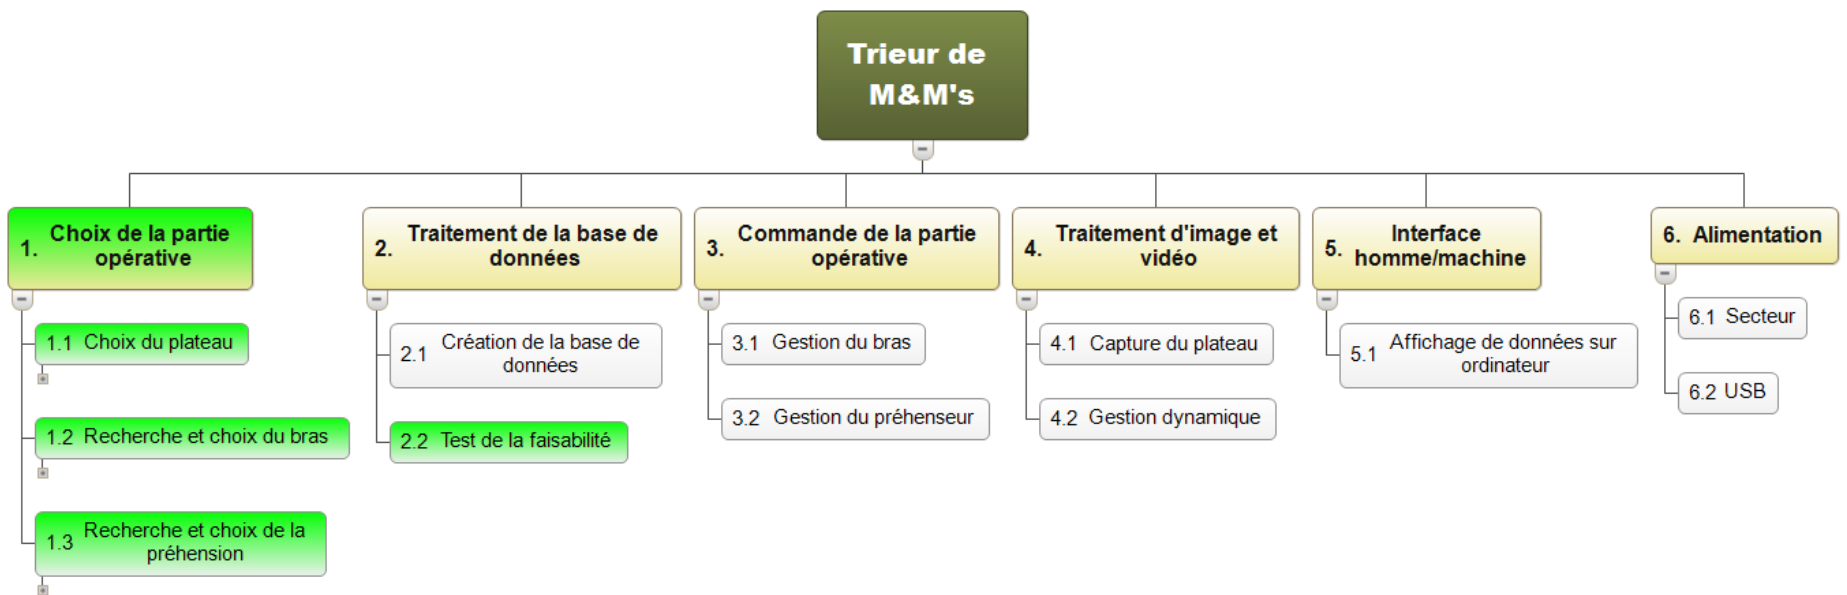 Trieur de
M&M's
1. Choix de la partie
opérative
2. Traitement de la base de
données
3. Commande de la partie
opérative
4. Traitement d'image et
vidéo
5. Interface
homme/machine
6. Alimentation
1.1 Choix du plateau
1.2 Recherche et choix du bras
1.3 Recherche et choix de la
préhension
2.1 Création de la base de
données
2.2 Test de la faisabilité
3.1 Gestion du bras
3.2 Gestion du préhenseur
4.1 Capture du plateau
4.2 Gestion dynamique
5.1 Affichage de données sur
ordinateur
6.1 Secteur
6.2 USB